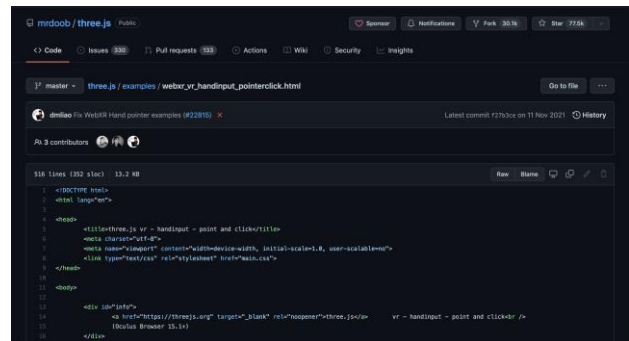 mrdoob / three.js Public
Sponsor Notifications Fork 30.1k Star 77.5k
Code Issues 330 Pull requests 133 Actions Wiki Security Insights
master three.js / examples / webxr_vr_handinput_pointerclick.html Go to file ...
dmliao Fix WebXR Hand pointer examples (#22815) Latest commit f27b3ce on 11 Nov 2021 History
3 contributors
516 lines (352 sloc) 13.2 KB Raw Blame
1 <!DOCTYPE html>
2 <html lang="en">
3
4 <head>
5 <title>three.js vr - handinput - point and click</title>
6 <meta charset="utf-8">
7 <meta name="viewport" content="width=device-width, initial-scale=1.0, user-scalable=no">
8 <link type="text/css" rel="stylesheet" href="main.css">
9 </head>
10
11 <body>
12
13 <div id="info">
14 <a href="https://threejs.org" target="_blank" rel="noopener">three.js</a> vr - handinput - point and click<br />
15 (Oculus Browser 15.1+)
16 </div>